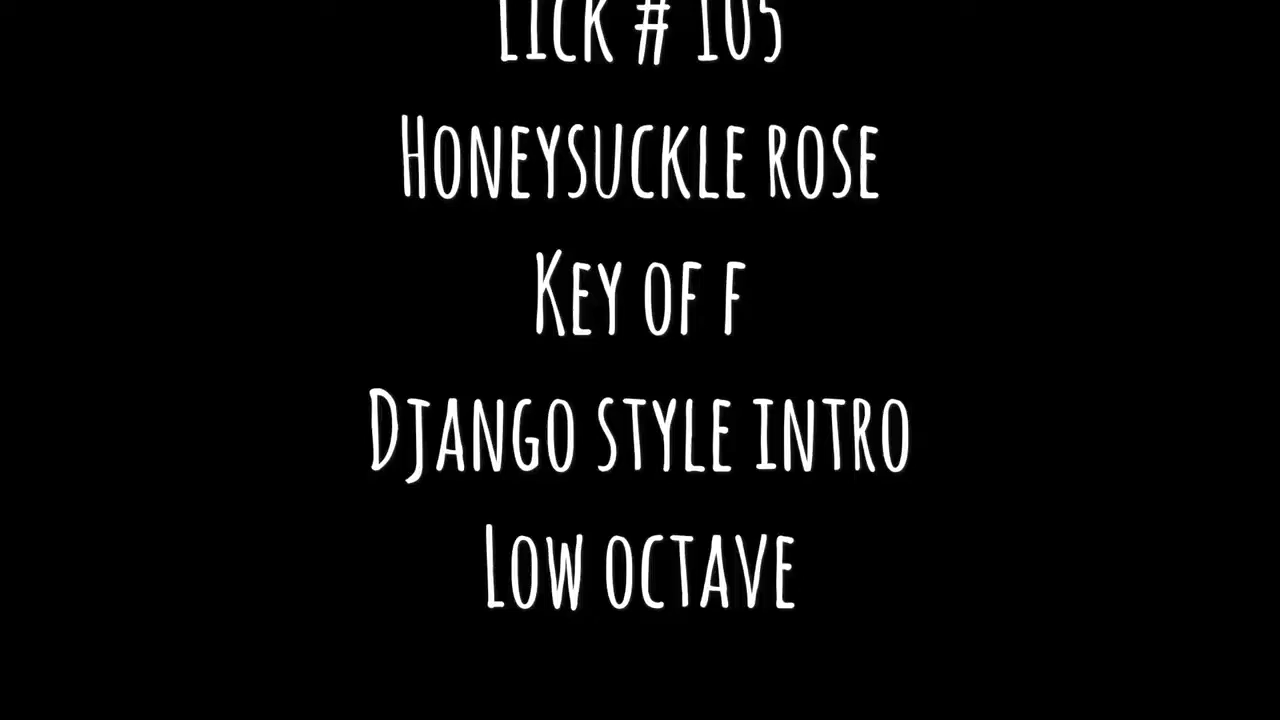 Lick # 105
Honeysuckle rose
Key of F
Django style intro
Low octave